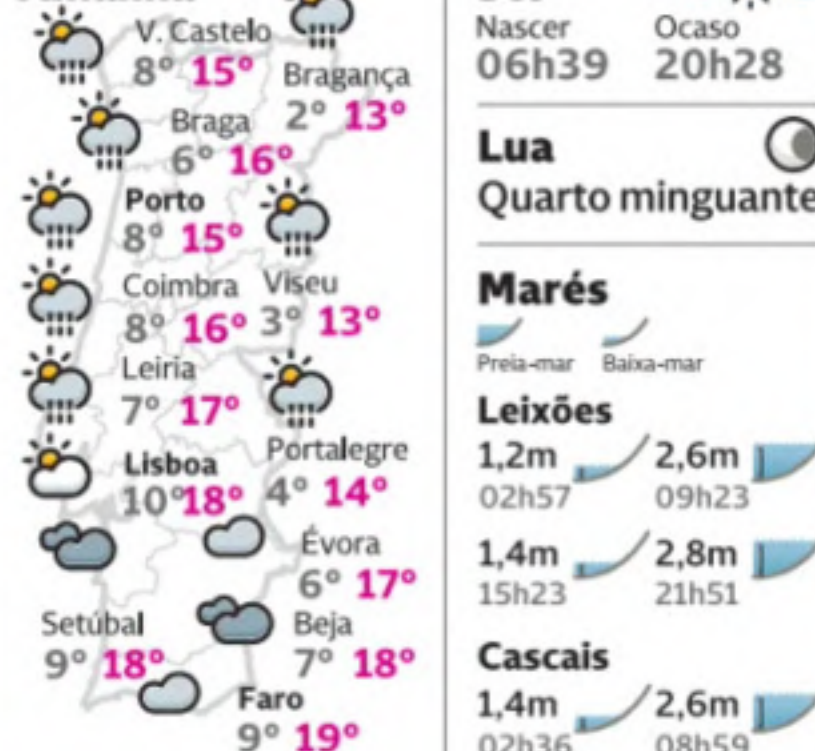 V. Castelo
8° 15°
Bragança
2° 13°
Braga
6° 16°
Porto
8° 15°
Coimbra
8° 16°
Viseu
3° 13°
Leiria
7° 17°
Lisboa
10° 18°
Portalegre
4° 14°
Évora
6° 17°
Setúbal
9° 18°
Beja
7° 18°
Faro
9° 19°
Nascer Ocaso
06h39 20h28
Lua
Quarto minguante
Marés
Preia-mar Baixa-mar
Leixões
1,2m 2,6m
02h57 09h23
1,4m 2,8m
15h23 21h51
Cascais
1,4m 2,6m
02h36 08h59